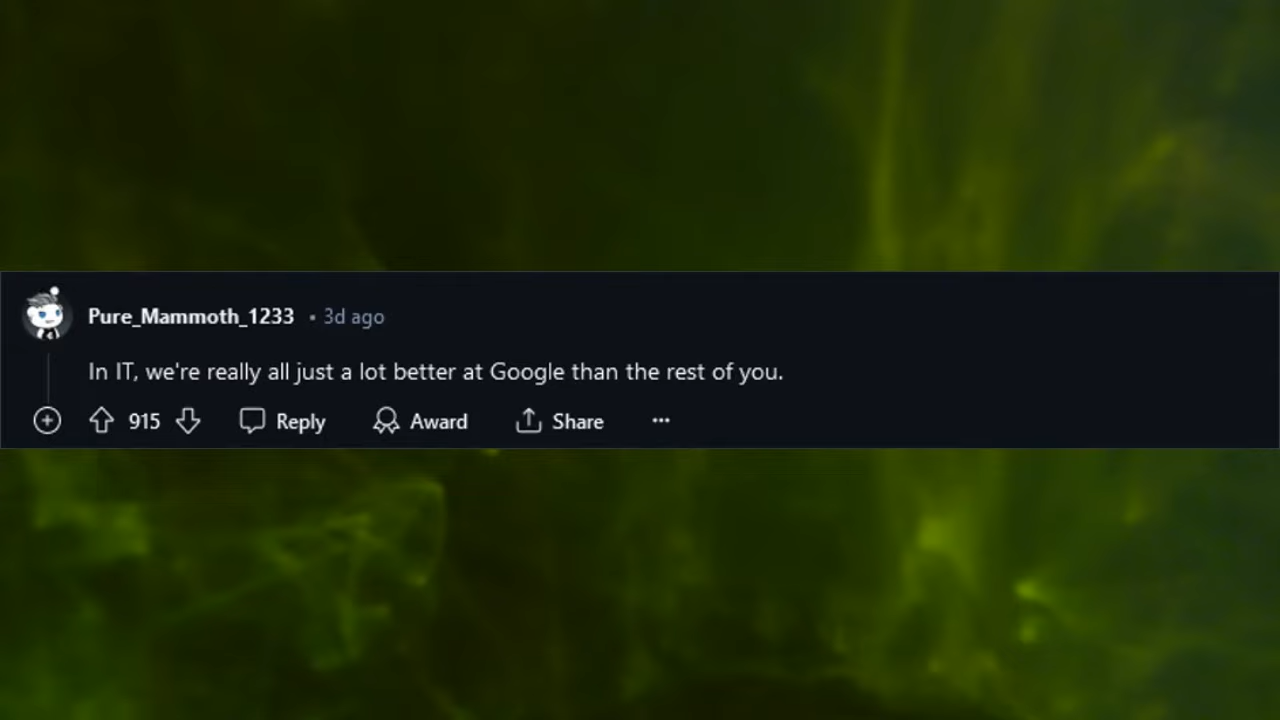 Pure_Mammoth_1233 • 3d ago
In IT, we're really all just a lot better at Google than the rest of you.
915 Reply Award Share ...